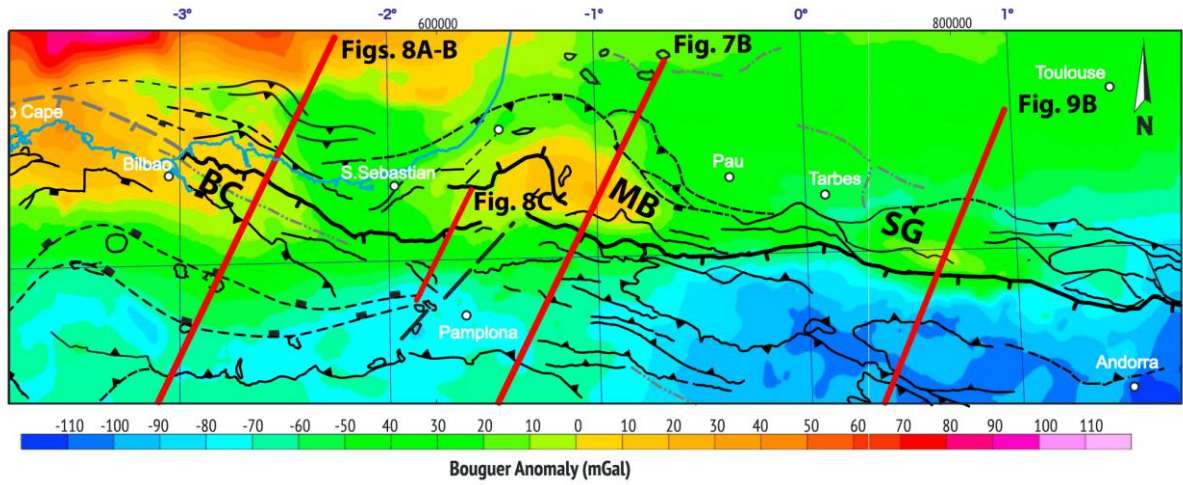 -3° -2° -1° 0° 1°
600000 800000
Figs. 8A-B
Fig. 7B
Toulouse
Fig. 9B
N
o Cape
Bilbao
S.Sebastian
Pau
Tarbes
BC
Fig. 8C
MB
SG
Pamplona
Andorra
-110 -100 -90 -80 -70 -60 -50 -40 -30 20 -10 0 10 20 30 40 50 60 70 80 90 100 110
Bouguer Anomaly (mGal)